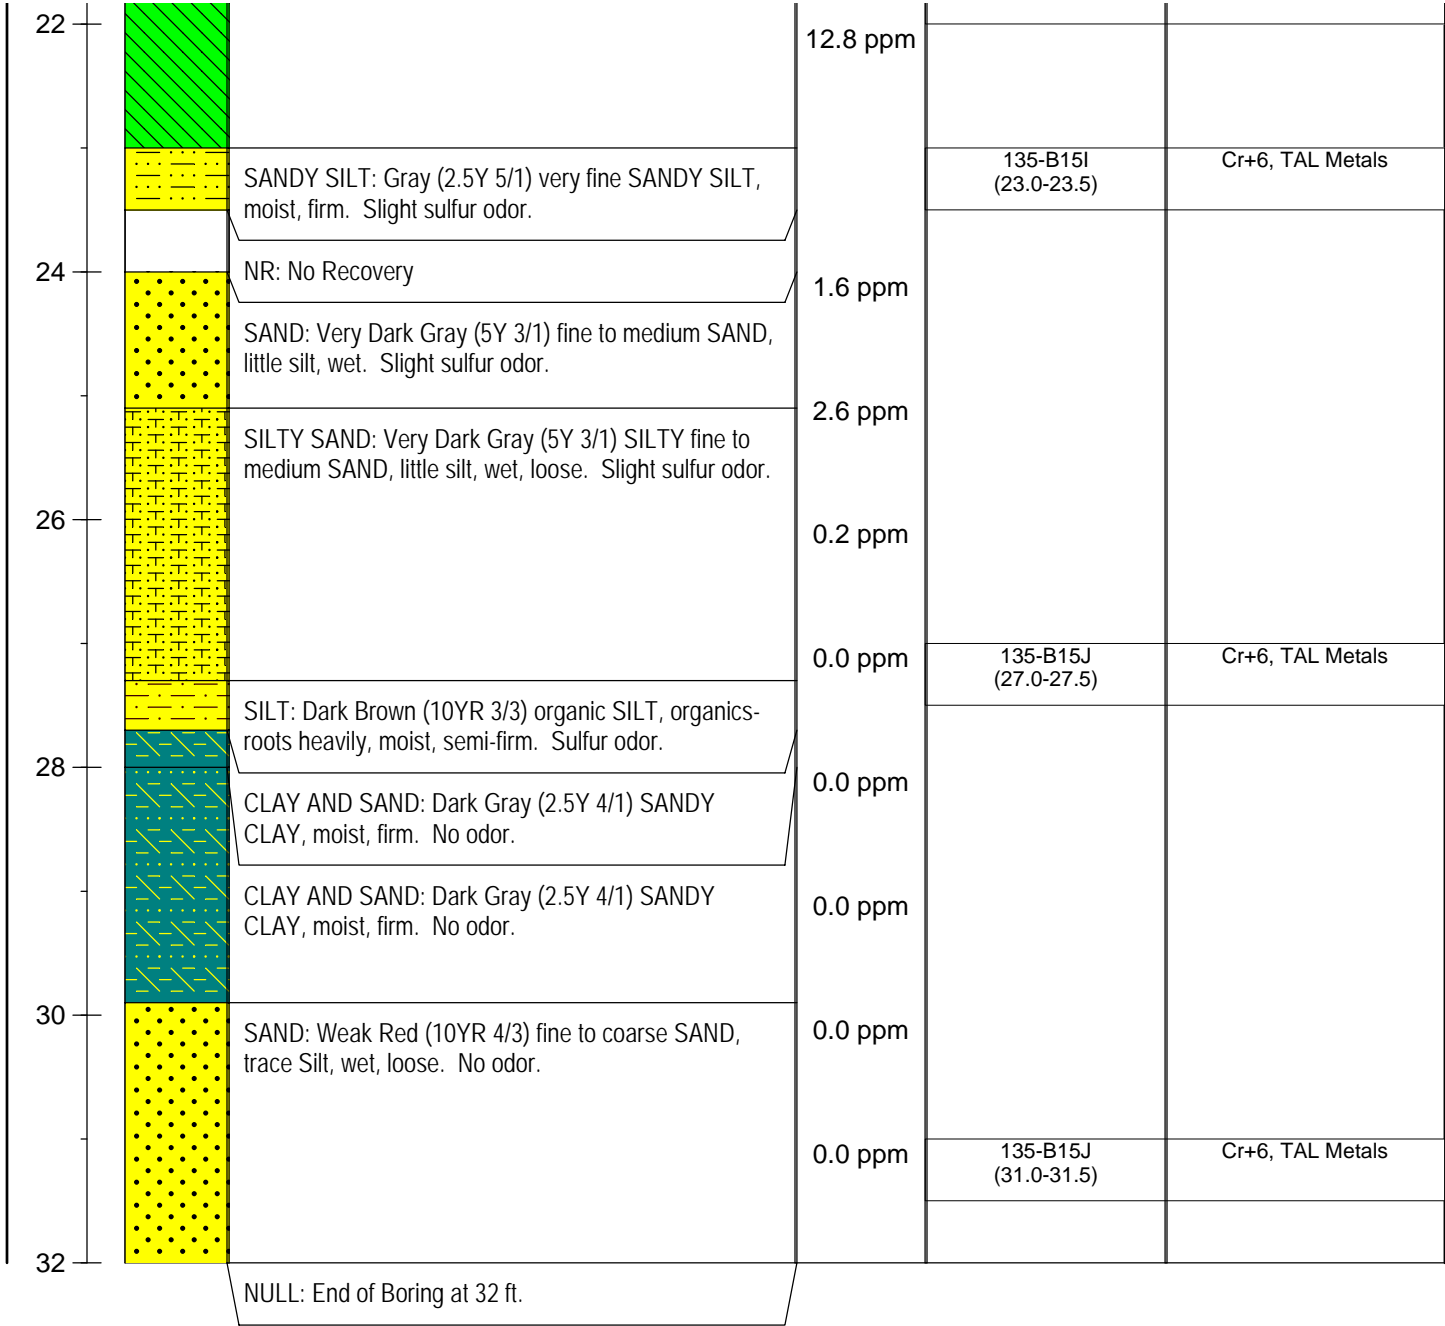 22
12.8 ppm
SANDY SILT: Gray (2.5Y 5/1) very fine SANDY SILT,
moist, firm.  Slight sulfur odor.
135-B15I
(23.0-23.5)
Cr+6, TAL Metals
24
NR: No Recovery
1.6 ppm
SAND: Very Dark Gray (5Y 3/1) fine to medium SAND,
little silt, wet.  Slight sulfur odor.
2.6 ppm
SILTY SAND: Very Dark Gray (5Y 3/1) SILTY fine to
medium SAND, little silt, wet, loose.  Slight sulfur odor.
26
0.2 ppm
0.0 ppm
135-B15J
(27.0-27.5)
Cr+6, TAL Metals
SILT: Dark Brown (10YR 3/3) organic SILT, organics-
roots heavily, moist, semi-firm.  Sulfur odor.
28
0.0 ppm
CLAY AND SAND: Dark Gray (2.5Y 4/1) SANDY
CLAY, moist, firm.  No odor.
CLAY AND SAND: Dark Gray (2.5Y 4/1) SANDY
CLAY, moist, firm.  No odor.
0.0 ppm
30
0.0 ppm
SAND: Weak Red (10YR 4/3) fine to coarse SAND,
trace Silt, wet, loose.  No odor.
0.0 ppm
135-B15J
(31.0-31.5)
Cr+6, TAL Metals
32
NULL: End of Boring at 32 ft.